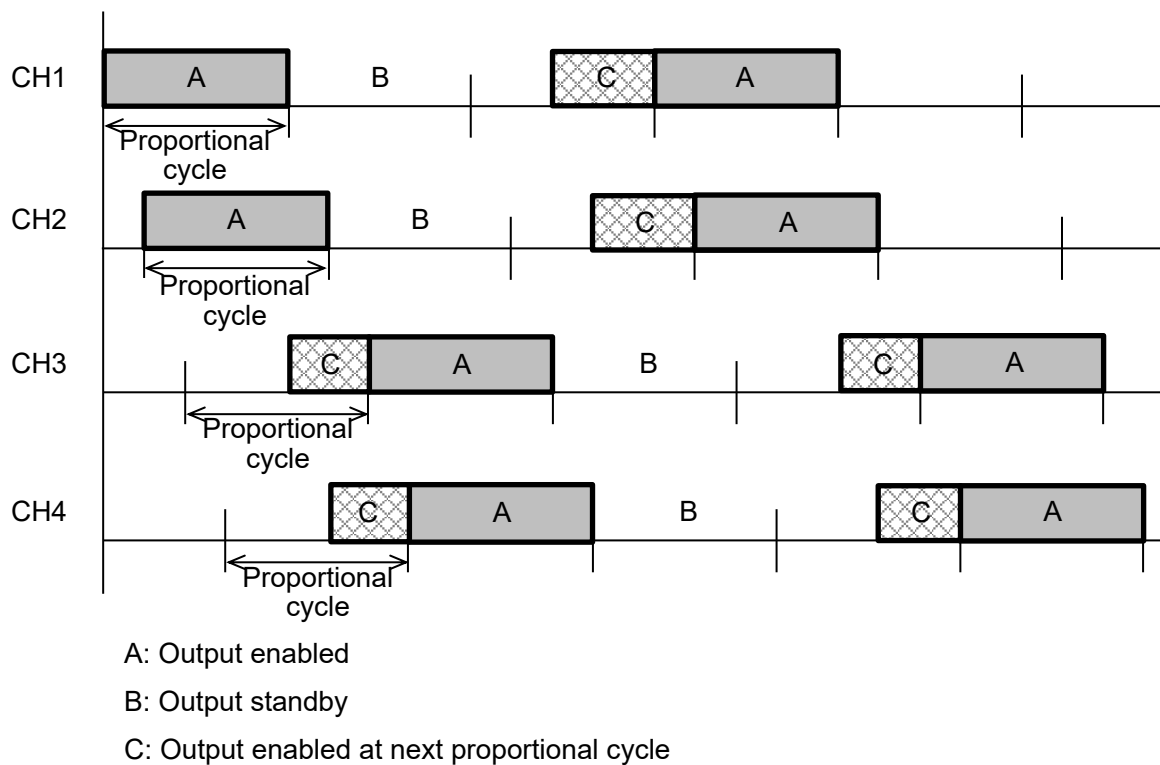 CH1 A B C A
Proportional
cycle
CH2 A B C A
Proportional
cycle
CH3 C A B C A
Proportional
cycle
CH4 C A B C A
Proportional
cycle
A: Output enabled
B: Output standby
C: Output enabled at next proportional cycle